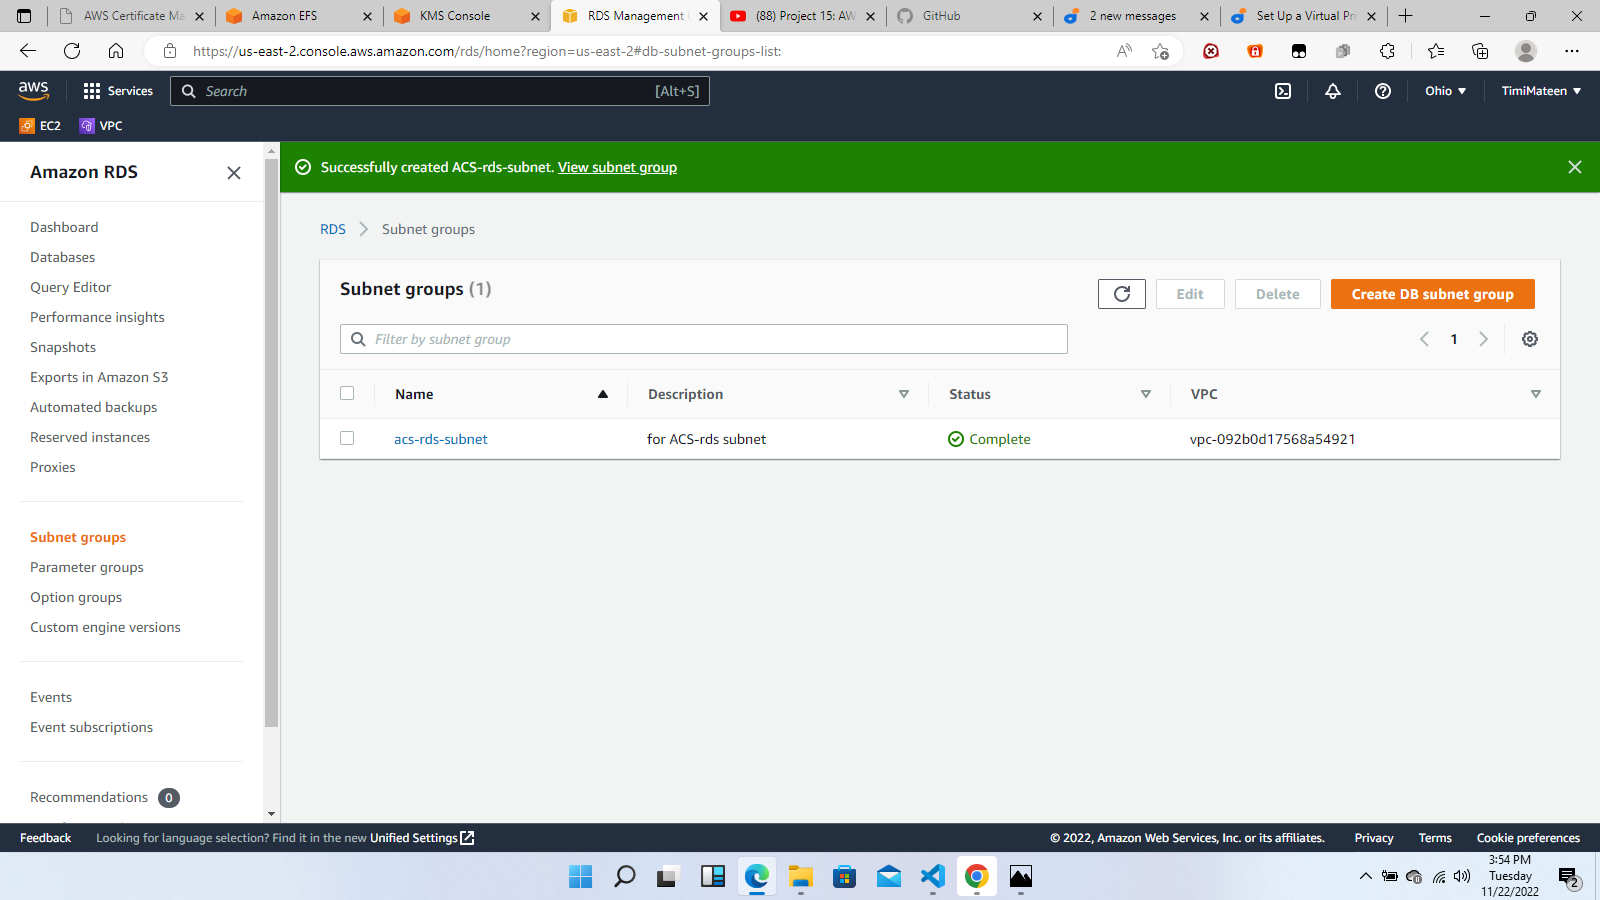 AWS Certificate Ma
Amazon EFS
KMS Console
RDS Management
(88) Project 15: AW
GitHub
2 new messages
Set Up a Virtual Pri
https://us-east-2.console.aws.amazon.com/rds/home?region=us-east-2#db-subnet-groups-list:
aws
Services
Search
[Alt+S]
Ohio
TimiMateen
EC2
VPC
Amazon RDS
Successfully created ACS-rds-subnet. View subnet group
Dashboard
Databases
Query Editor
Performance insights
Snapshots
Exports in Amazon S3
Automated backups
Reserved instances
Proxies
Subnet groups
Parameter groups
Option groups
Custom engine versions
Events
Event subscriptions
Recommendations 0
RDS
Subnet groups
Subnet groups (1)
Edit
Delete
Create DB subnet group
Filter by subnet group
1
Name
Description
Status
VPC
acs-rds-subnet
for ACS-rds subnet
Complete
vpc-092b0d17568a54921
Feedback
Looking for language selection? Find it in the new Unified Settings
© 2022, Amazon Web Services, Inc. or its affiliates.
Privacy
Terms
Cookie preferences
3:54 PM
Tuesday
11/22/2022
2